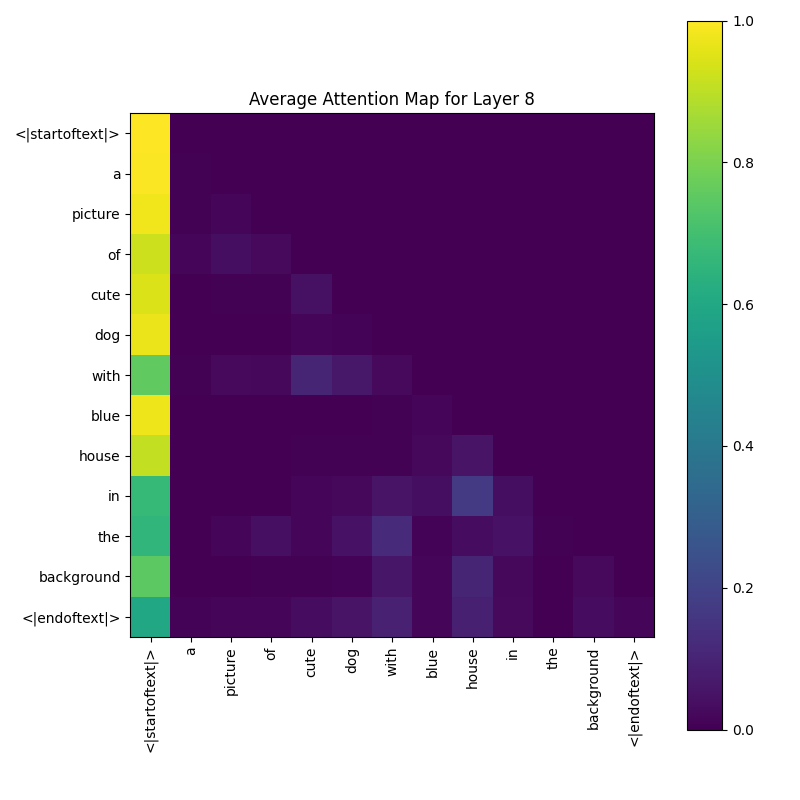 Average Attention Map for Layer 8
<|startoftext|>
a
picture
of
cute
dog
with
blue
house
in
the
background
<|endoftext|>
<|startoftext|>
a
picture
of
cute
dog
with
blue
house
in
the
background
<|endoftext|>
1.0
0.8
0.6
0.4
0.2
0.0